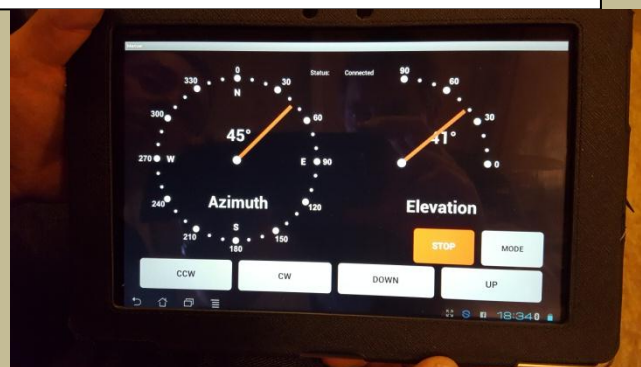 Manual
Status: Connected
0
330
30
N
300
60
45°
270 W
E 90
240
120
Azimuth
S
210
150
180
90
60
30
41°
0
Elevation
STOP
MODE
CCW
CW
DOWN
UP
18:34